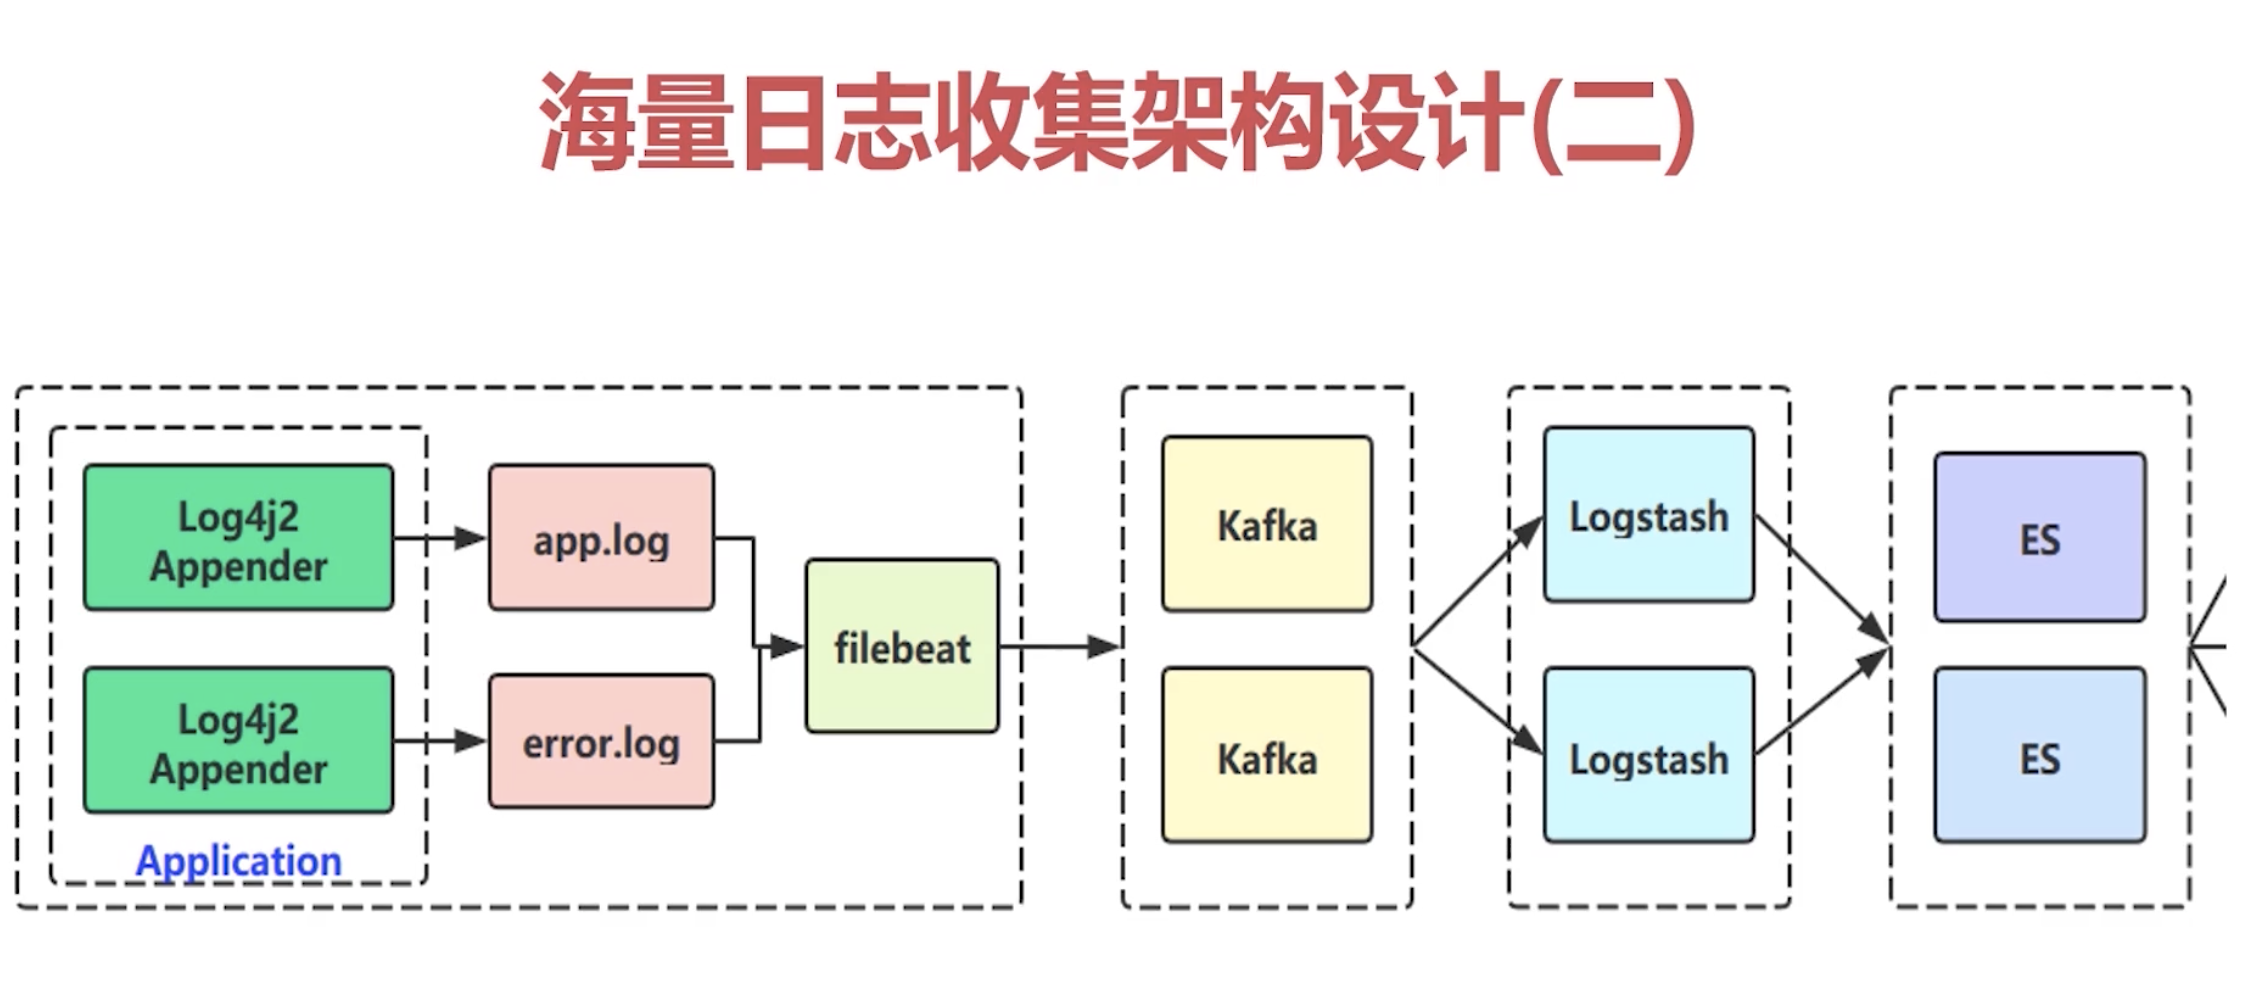 海量日志收集架构设计(二)
Log4j2
Appender
app.log
Log4j2
Appender
error.log
Application
filebeat
Kafka
Kafka
Logstash
Logstash
ES
ES